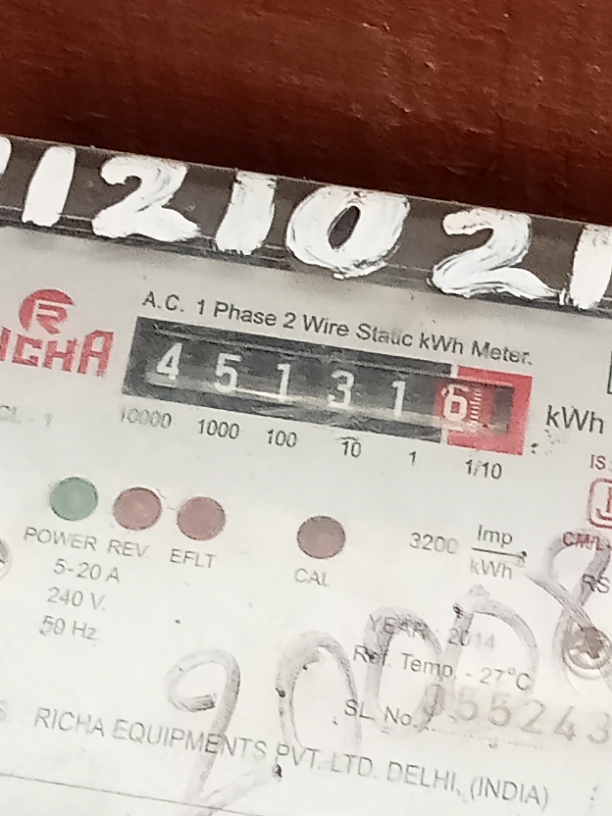 121021
A.C. 1 Phase 2 Wire Static kWh Meter.
RICHA
451316 kWh
CL - 1
10000 1000 100 10 1 1/10
POWER REV. EFLT CAL
3200 Imp
kWh
5-20 A
240 V.
50 Hz.
YEAR - 2014
Ref. Temp. - 27°C
SL No.
RICHA EQUIPMENTS PVT. LTD. DELHI, (INDIA)